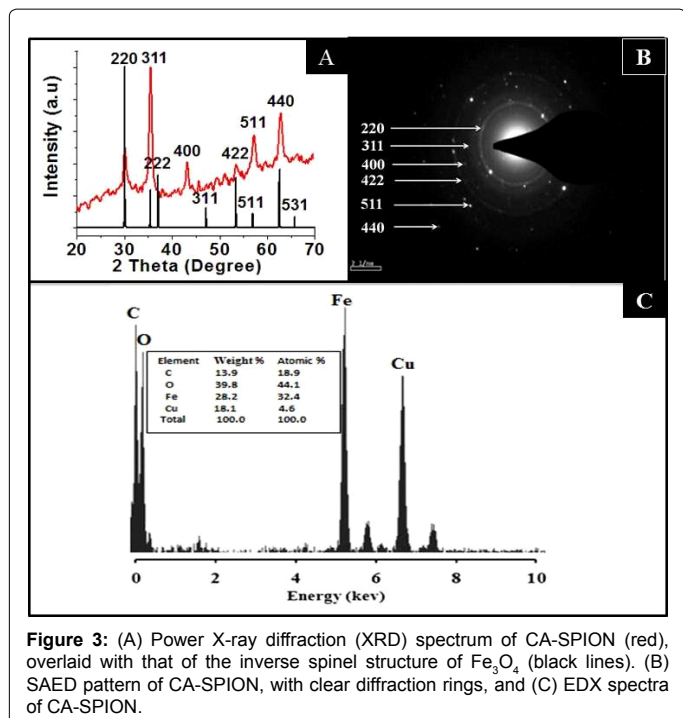 A
220 311
222 400
422
511
440
311
511
531
Intensity (a.u)
20 30 40 50 60 70
2 Theta (Degree)
B
220
311
400
422
511
440
2 1/nm
C
C
O
Fe
Cu
Element Weight % Atomic %
C 13.9 18.9
O 39.8 44.1
Fe 28.2 32.4
Cu 18.1 4.6
Total 100.0 100.0
0 2 4 6 8 10
Energy (kev)
Figure 3: (A) Power X-ray diffraction (XRD) spectrum of CA-SPION (red),
overlaid with that of the inverse spinel structure of Fe₃O₄ (black lines). (B)
SAED pattern of CA-SPION, with clear diffraction rings, and (C) EDX spectra
of CA-SPION.